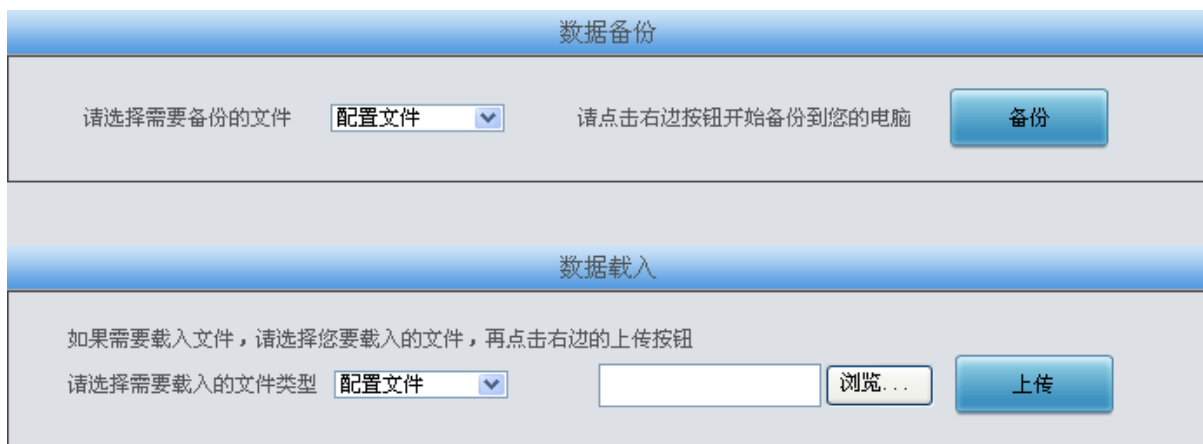 数据备份
请选择需要备份的文件 配置文件 请点击右边按钮开始备份到您的电脑 备份
数据载入
如果需要载入文件，请选择您要载入的文件，再点击右边的上传按钮
请选择需要载入的文件类型 配置文件 浏览... 上传